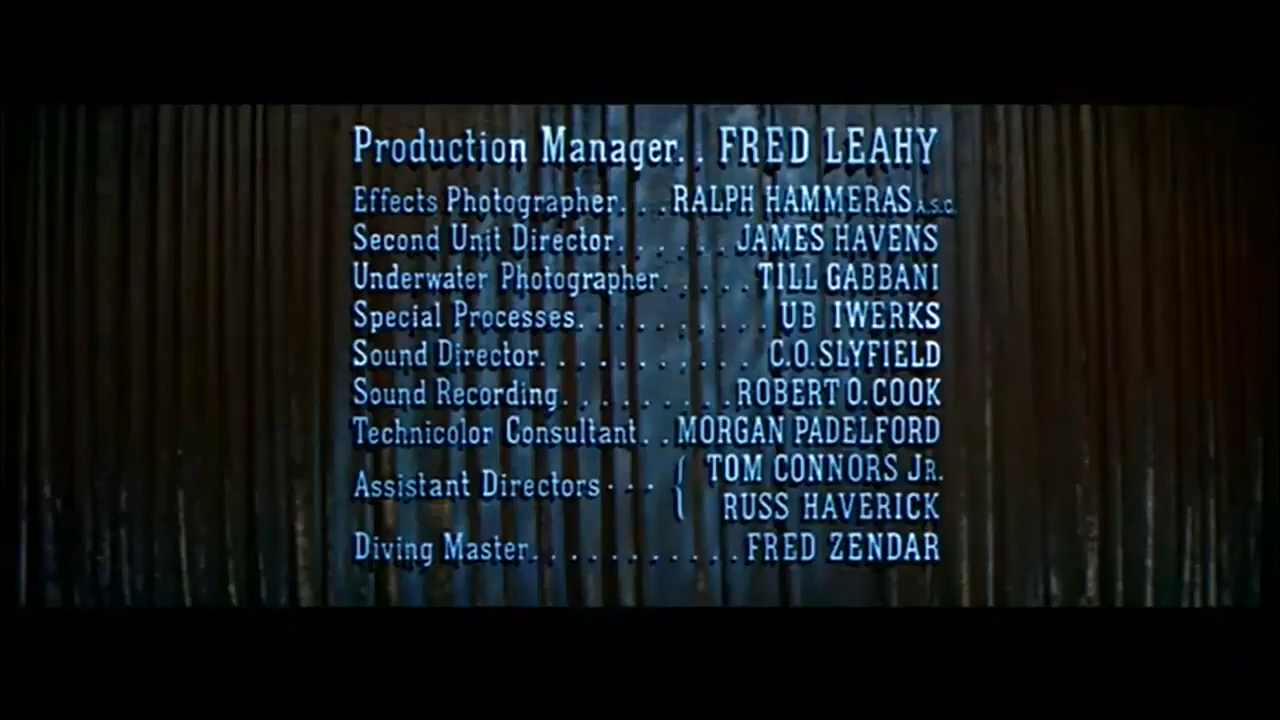 Production Manager. . FRED LEAHY
Effects Photographer. . . RALPH HAMMERAS A.S.C.
Second Unit Director. . . . . . JAMES HAVENS
Underwater Photographer. . . . . TILL GABBANI
Special Processes. . . . . . . . . . UB IWERKS
Sound Director. . . . . . . . . . C.O.SLYFIELD
Sound Recording. . . . . . . . . ROBERT O. COOK
Technicolor Consultant. . MORGAN PADELFORD
Assistant Directors . . . { TOM CONNORS JR.
RUSS HAVERICK
Diving Master. . . . . . . . . . . FRED ZENDAR